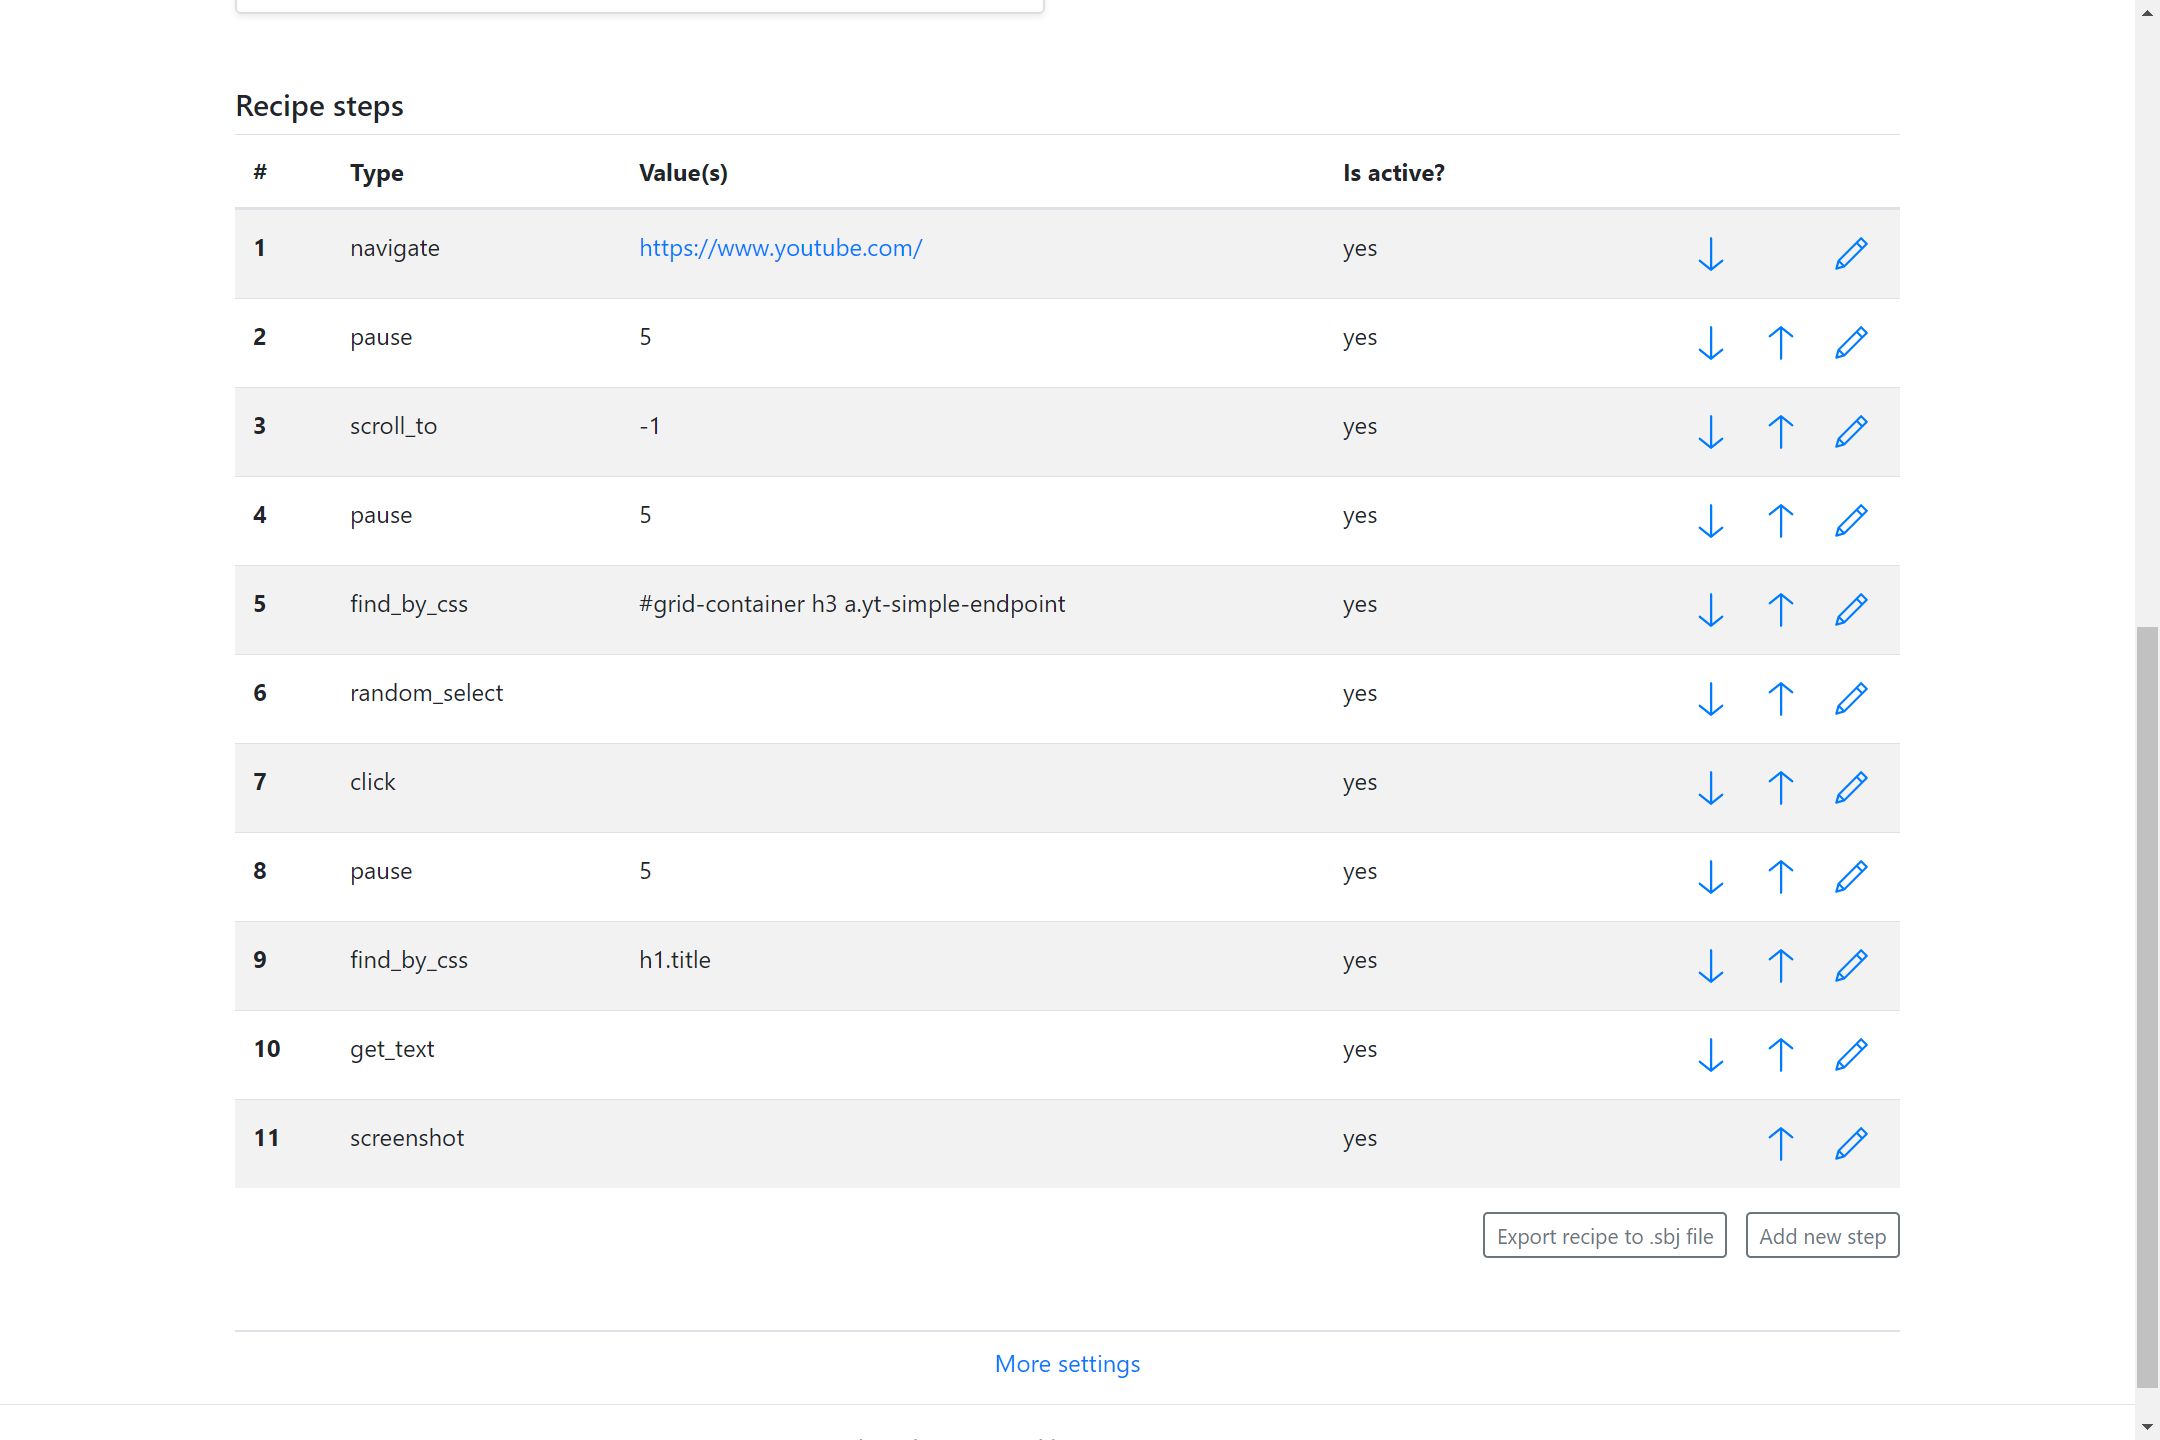 Recipe steps
# Type Value(s) Is active?
1 navigate https://www.youtube.com/ yes
2 pause 5 yes
3 scroll_to -1 yes
4 pause 5 yes
5 find_by_css #grid-container h3 a.yt-simple-endpoint yes
6 random_select yes
7 click yes
8 pause 5 yes
9 find_by_css h1.title yes
10 get_text yes
11 screenshot yes
Export recipe to .sbj file Add new step
More settings